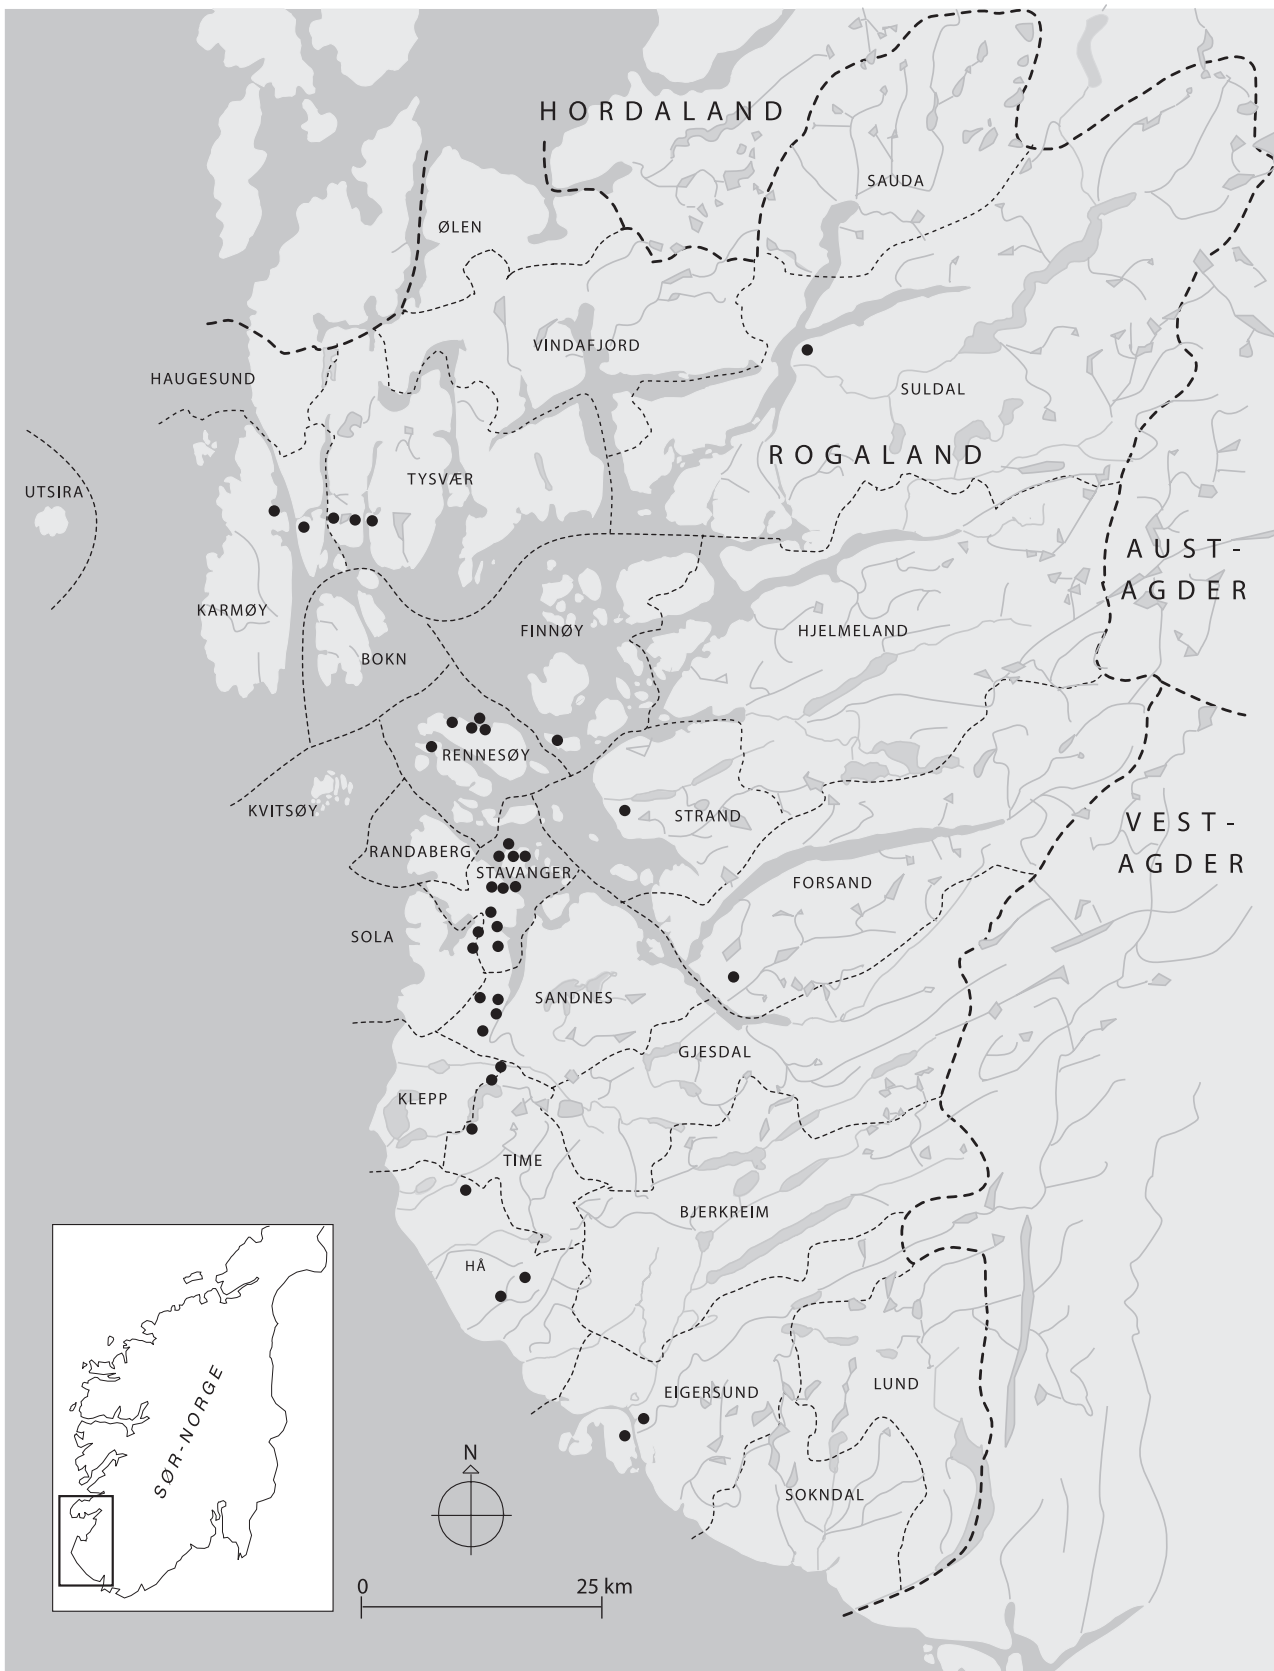 HORDALAND
SAUDA
ØLEN
VINDAFJORD
HAUGESUND
SULDAL
ROGALAND
TYSVÆR
UTSIRA
AUST-
AGDER
KARMØY
FINNØY
HJELMELAND
BOKN
RENNESØY
KVITSØY
STRAND
VEST-
AGDER
RANDABERG
STAVANGER
FORSAND
SOLA
SANDNES
GJESDAL
KLEPP
TIME
BJERKREIM
HÅ
EIGERSUND
LUND
SØR-NORGE
N
SOKNDAL
0 25 km